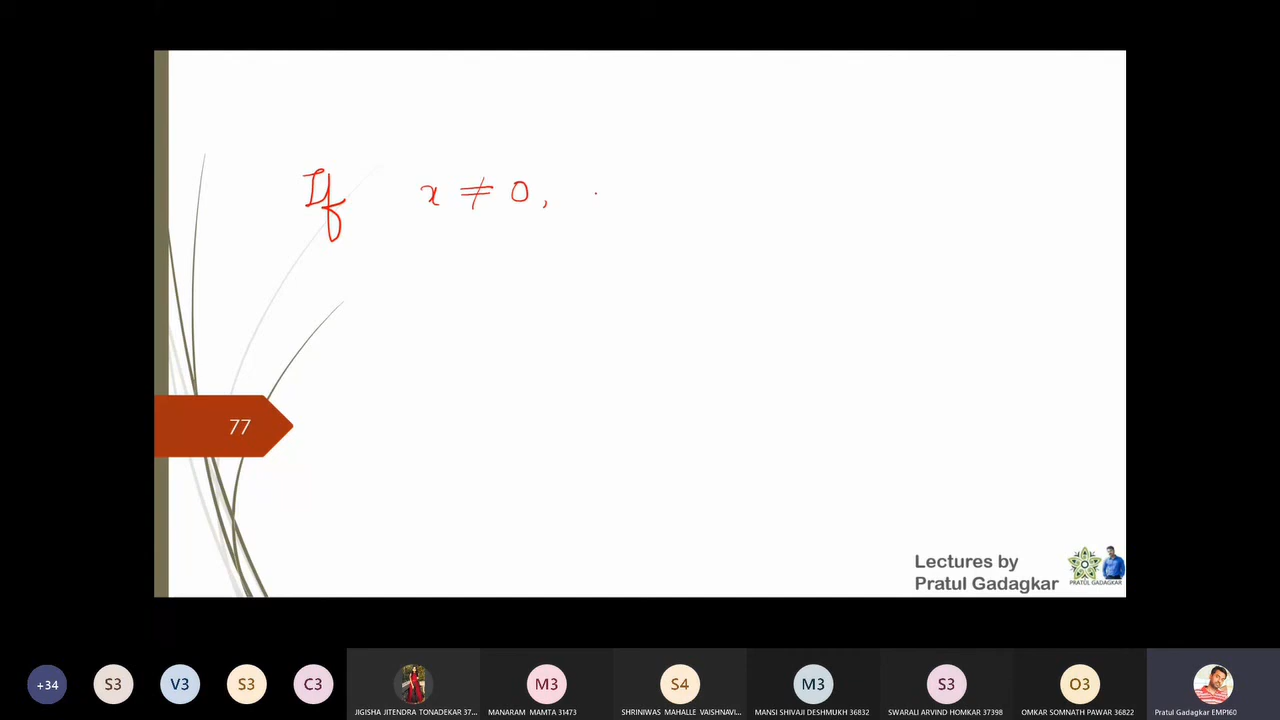 If x ≠ 0,
77
Lectures by
Pratul Gadagkar
PRATUL GADAGKAR
+34
S3
V3
S3
C3
JIGISHA JITENDRA TONADEKAR 37...
M3
MANARAM MAMTA 31473
S4
SHRINIWAS MAHALLE VAISHNAVI...
M3
MANSI SHIVAJI DESHMUKH 36832
S3
SWARALI ARVIND HOMKAR 37398
O3
OMKAR SOMNATH PAWAR 36822
Pratul Gadagkar EMP160